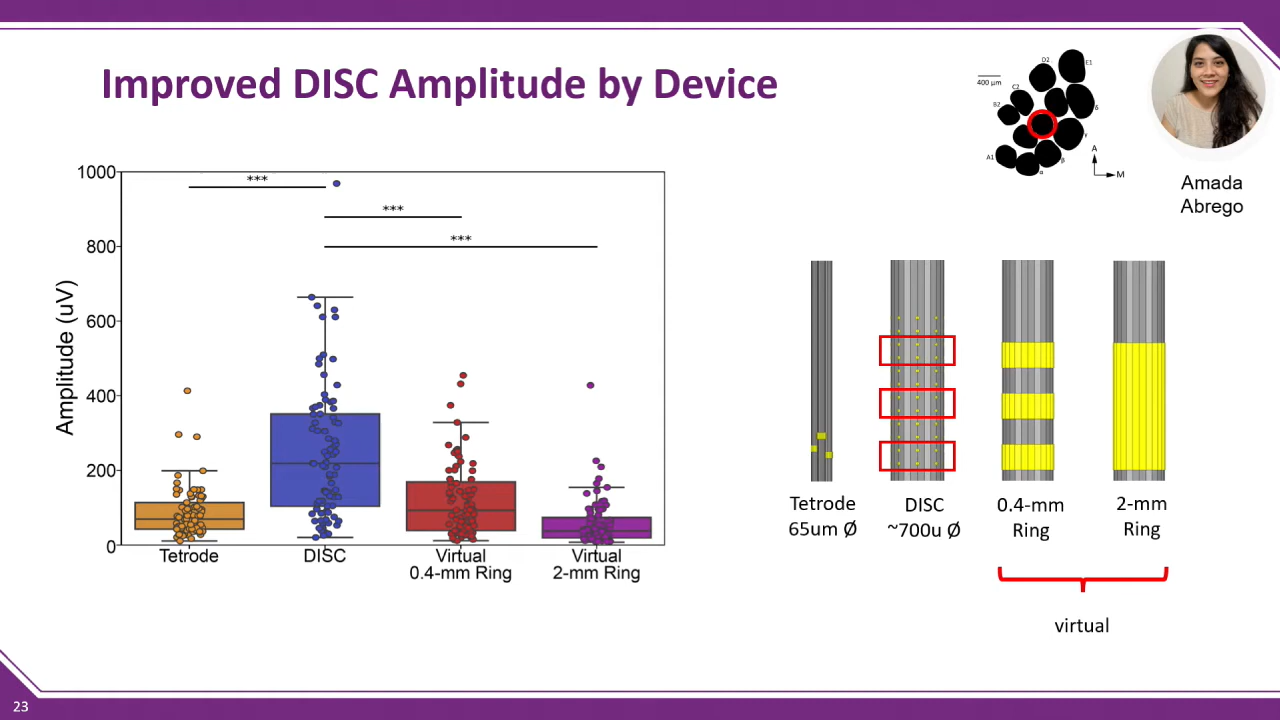 Improved DISC Amplitude by Device
400 μm
D2
E1
C2
B2
δ
γ
β
α
A1
A
M
Amada
Abrego
Amplitude (uV)
1000
800
600
400
200
0
***
***
***
Tetrode
DISC
Virtual
0.4-mm Ring
Virtual
2-mm Ring
Tetrode
65um Ø
DISC
~700u Ø
0.4-mm
Ring
2-mm
Ring
virtual
23